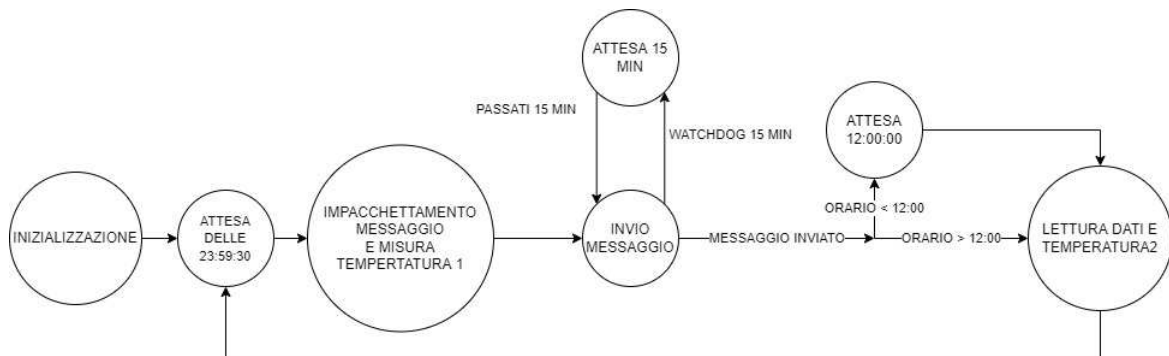 INIZIALIZZAZIONE
ATTESA
DELLE
23:59:30
IMPACCHETTAMENTO
MESSAGGIO
E MISURA
TEMPERTATURA 1
ATTESA 15
MIN
PASSATI 15 MIN
WATCHDOG 15 MIN
INVIO
MESSAGGIO
MESSAGGIO INVIATO
ATTESA
12:00:00
ORARIO < 12:00
ORARIO > 12:00
LETTURA DATI E
TEMPERATURA2